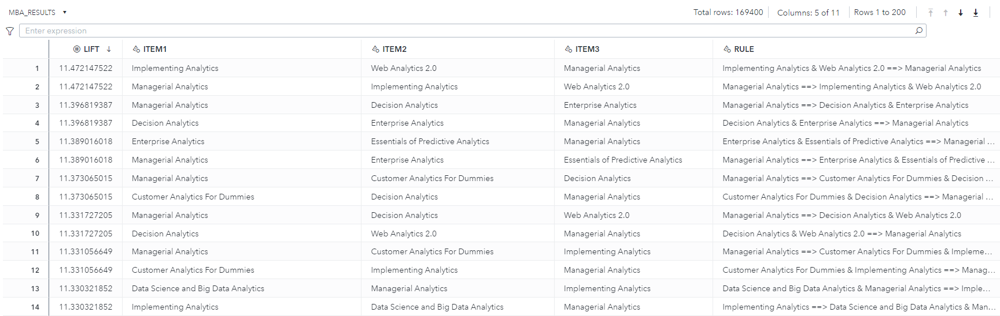 MBA_RESULTS Total rows: 169400 Columns: 5 of 11 Rows 1 to 200
Enter expression
LIFT ITEM1 ITEM2 ITEM3 RULE
1 11.472147522 Implementing Analytics Web Analytics 2.0 Managerial Analytics Implementing Analytics & Web Analytics 2.0 ==> Managerial Analytics
2 11.472147522 Managerial Analytics Implementing Analytics Web Analytics 2.0 Managerial Analytics ==> Implementing Analytics & Web Analytics 2.0
3 11.396819387 Managerial Analytics Decision Analytics Enterprise Analytics Managerial Analytics ==> Decision Analytics & Enterprise Analytics
4 11.396819387 Decision Analytics Enterprise Analytics Managerial Analytics Decision Analytics & Enterprise Analytics ==> Managerial Analytics
5 11.389016018 Enterprise Analytics Essentials of Predictive Analytics Managerial Analytics Enterprise Analytics & Essentials of Predictive Analytics ==> Managerial ...
6 11.389016018 Managerial Analytics Enterprise Analytics Essentials of Predictive Analytics Managerial Analytics ==> Enterprise Analytics & Essentials of Predictive ...
7 11.373065015 Managerial Analytics Customer Analytics For Dummies Decision Analytics Managerial Analytics ==> Customer Analytics For Dummies & Decision ...
8 11.373065015 Customer Analytics For Dummies Decision Analytics Managerial Analytics Customer Analytics For Dummies & Decision Analytics ==> Managerial ...
9 11.331727205 Managerial Analytics Decision Analytics Web Analytics 2.0 Managerial Analytics ==> Decision Analytics & Web Analytics 2.0
10 11.331727205 Decision Analytics Web Analytics 2.0 Managerial Analytics Decision Analytics & Web Analytics 2.0 ==> Managerial Analytics
11 11.331056649 Managerial Analytics Customer Analytics For Dummies Implementing Analytics Managerial Analytics ==> Customer Analytics For Dummies & Impleme...
12 11.331056649 Customer Analytics For Dummies Implementing Analytics Managerial Analytics Customer Analytics For Dummies & Implementing Analytics ==> Manag...
13 11.330321852 Data Science and Big Data Analytics Managerial Analytics Implementing Analytics Data Science and Big Data Analytics & Managerial Analytics ==> Imple...
14 11.330321852 Implementing Analytics Data Science and Big Data Analytics Managerial Analytics Implementing Analytics ==> Data Science and Big Data Analytics & Man...